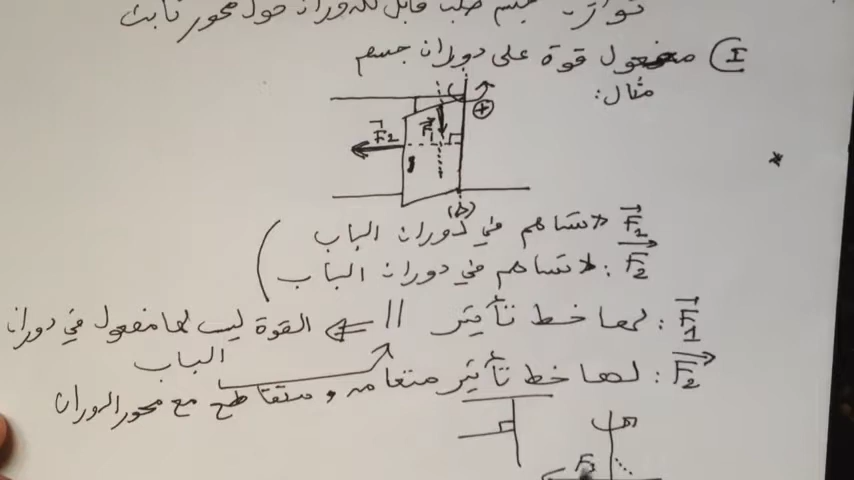 توازن جسم صلب قابل للدوران حول محور ثابت
I) مفعول قوة على دوران جسم
مثال:
+
F₂ F₁
(Δ)
F₁ لا تساهم في دوران الباب
F₂ : لا تساهم في دوران الباب
F₁ : لها خط تأثير // ⇐ القوة ليس لها مفعول في دوران
الباب
F₂ : لها خط تأثير متعامد و متقاطع مع محور الدوران